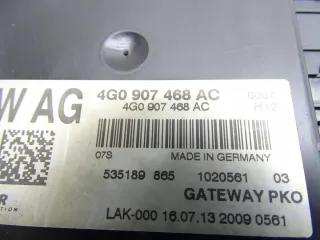 W AG
4G0 907 468 AC
4G0 907 468 AC
H12
07S
MADE IN GERMANY
535189 865 1020561 03
GATEWAY PKO
LAK-000 16.07.13 2009 0561